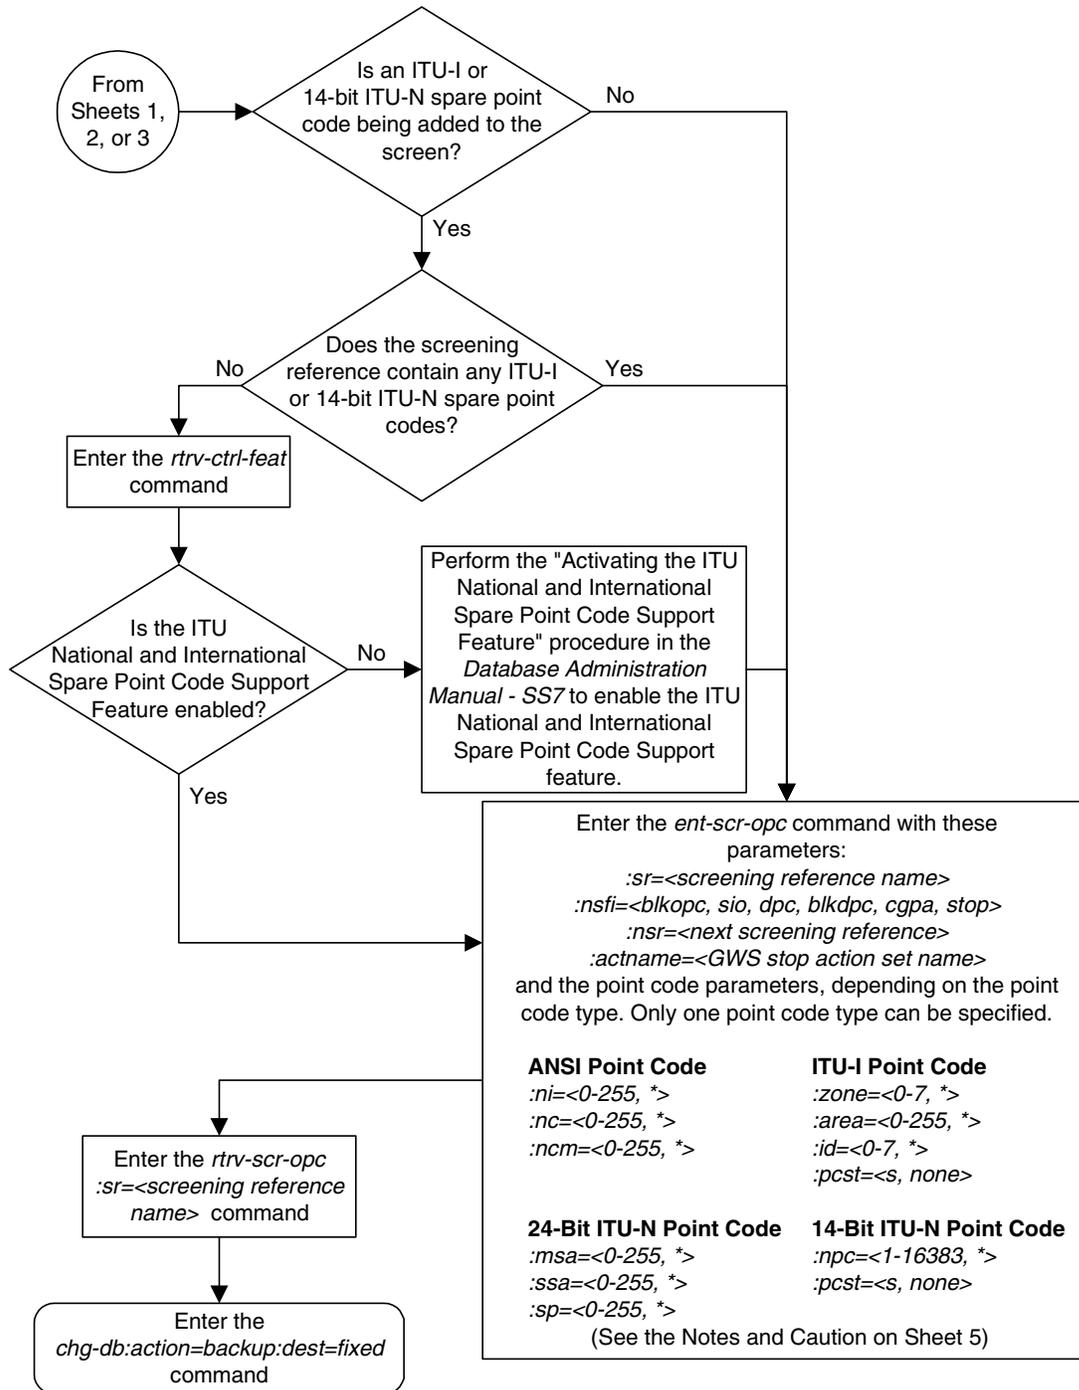 From
Sheets 1,
2, or 3
Is an ITU-I or
14-bit ITU-N spare point
code being added to the
screen?
No
Yes
Does the screening
reference contain any ITU-I
or 14-bit ITU-N spare point
codes?
No
Yes
Enter the rtrv-ctrl-feat
command
Is the ITU
National and International
Spare Point Code Support
Feature enabled?
No
Yes
Perform the "Activating the ITU
National and International
Spare Point Code Support
Feature" procedure in the
Database Administration
Manual - SS7 to enable the ITU
National and International
Spare Point Code Support
feature.
Enter the ent-scr-opc command with these
parameters:
:sr=<screening reference name>
:nsfi=<blkopc, sio, dpc, blkdpc, cgpa, stop>
:nsr=<next screening reference>
:actname=<GWS stop action set name>
and the point code parameters, depending on the point
code type. Only one point code type can be specified.
ANSI Point Code
:ni=<0-255, *>
:nc=<0-255, *>
:ncm=<0-255, *>
ITU-I Point Code
:zone=<0-7, *>
:area=<0-255, *>
:id=<0-7, *>
:pcst=<s, none>
24-Bit ITU-N Point Code
:msa=<0-255, *>
:ssa=<0-255, *>
:sp=<0-255, *>
14-Bit ITU-N Point Code
:npc=<1-16383, *>
:pcst=<s, none>
(See the Notes and Caution on Sheet 5)
Enter the rtrv-scr-opc
:sr=<screening reference
name> command
Enter the
chg-db:action=backup:dest=fixed
command